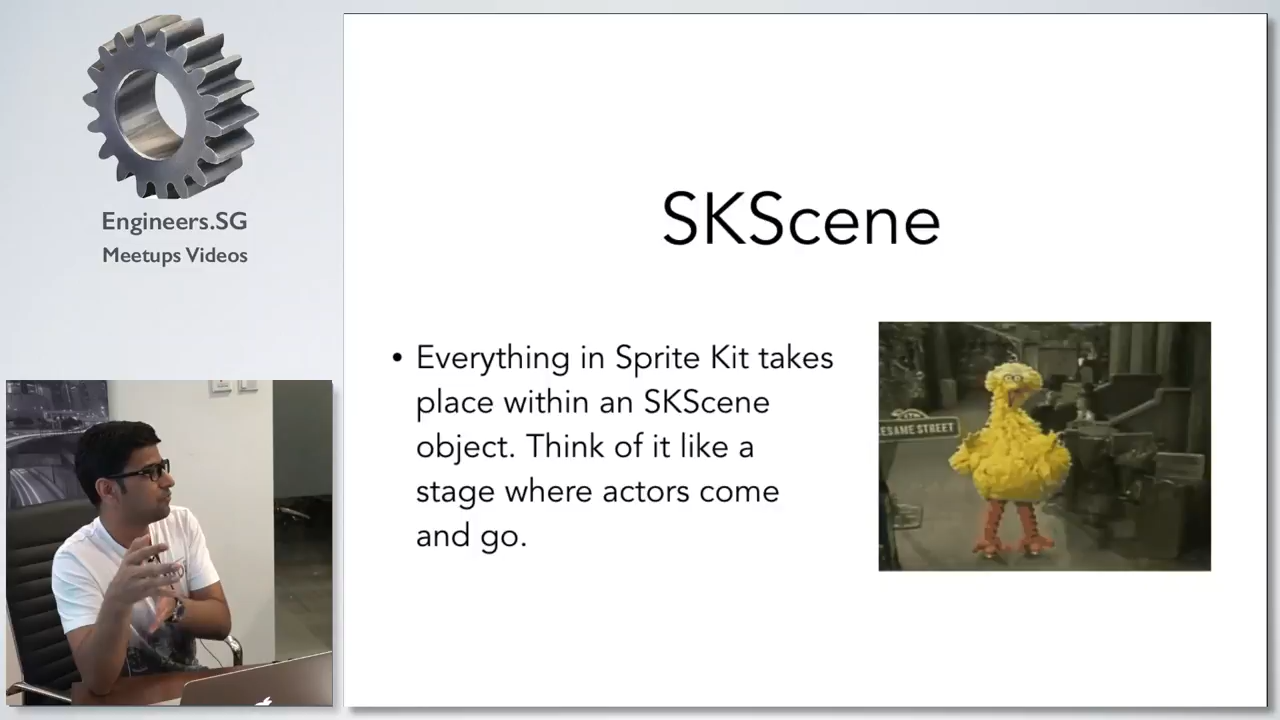 Engineers.SG
Meetups Videos
SKScene
• Everything in Sprite Kit takes
place within an SKScene
object. Think of it like a
stage where actors come
and go.
SESAME STREET